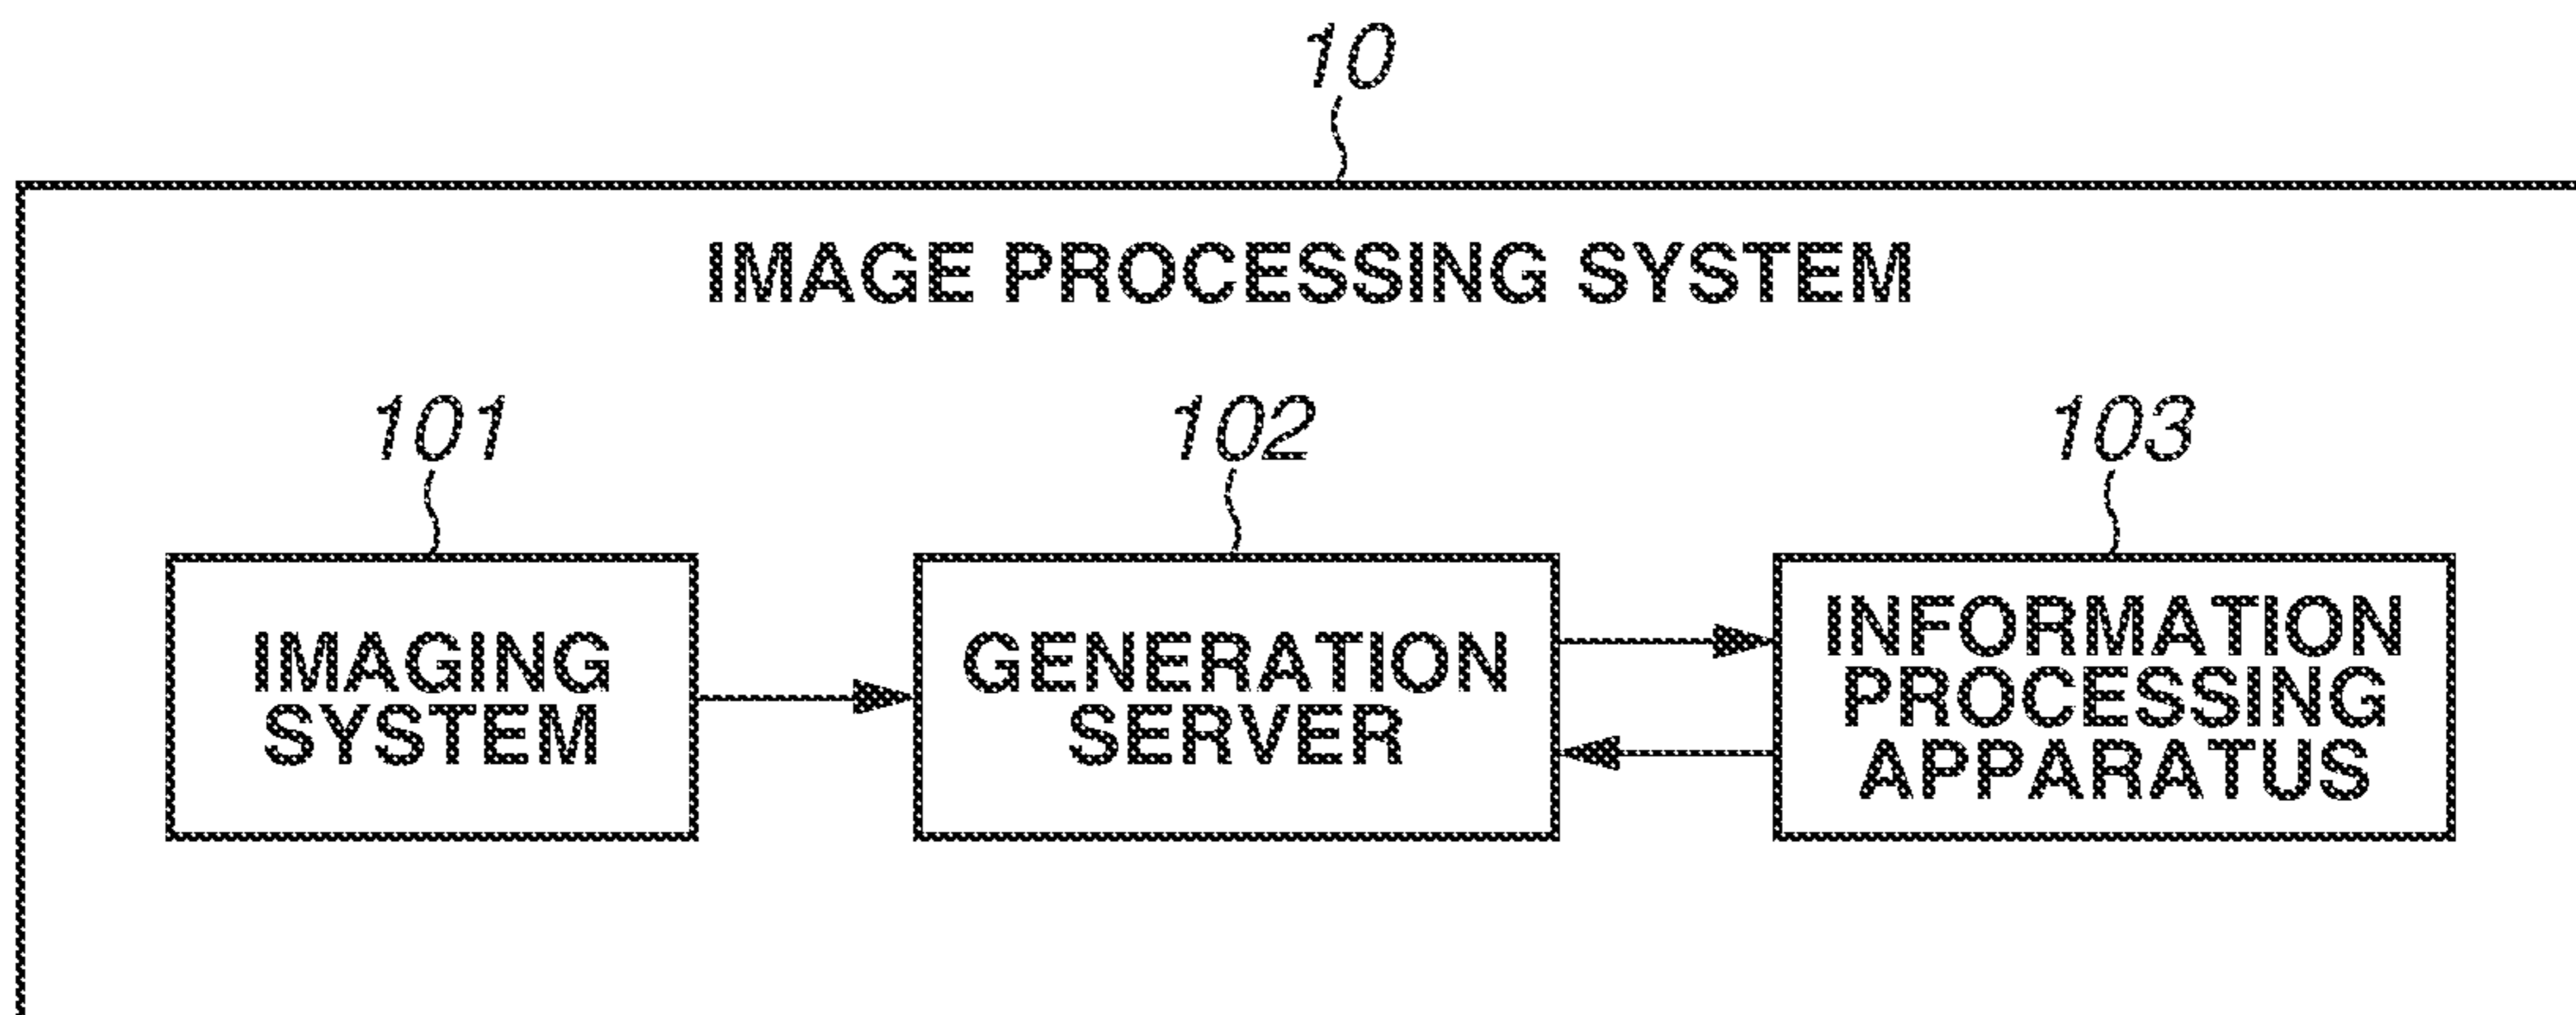 10
IMAGE PROCESSING SYSTEM
101
102
103
IMAGING
SYSTEM
GENERATION
SERVER
INFORMATION
PROCESSING
APPARATUS